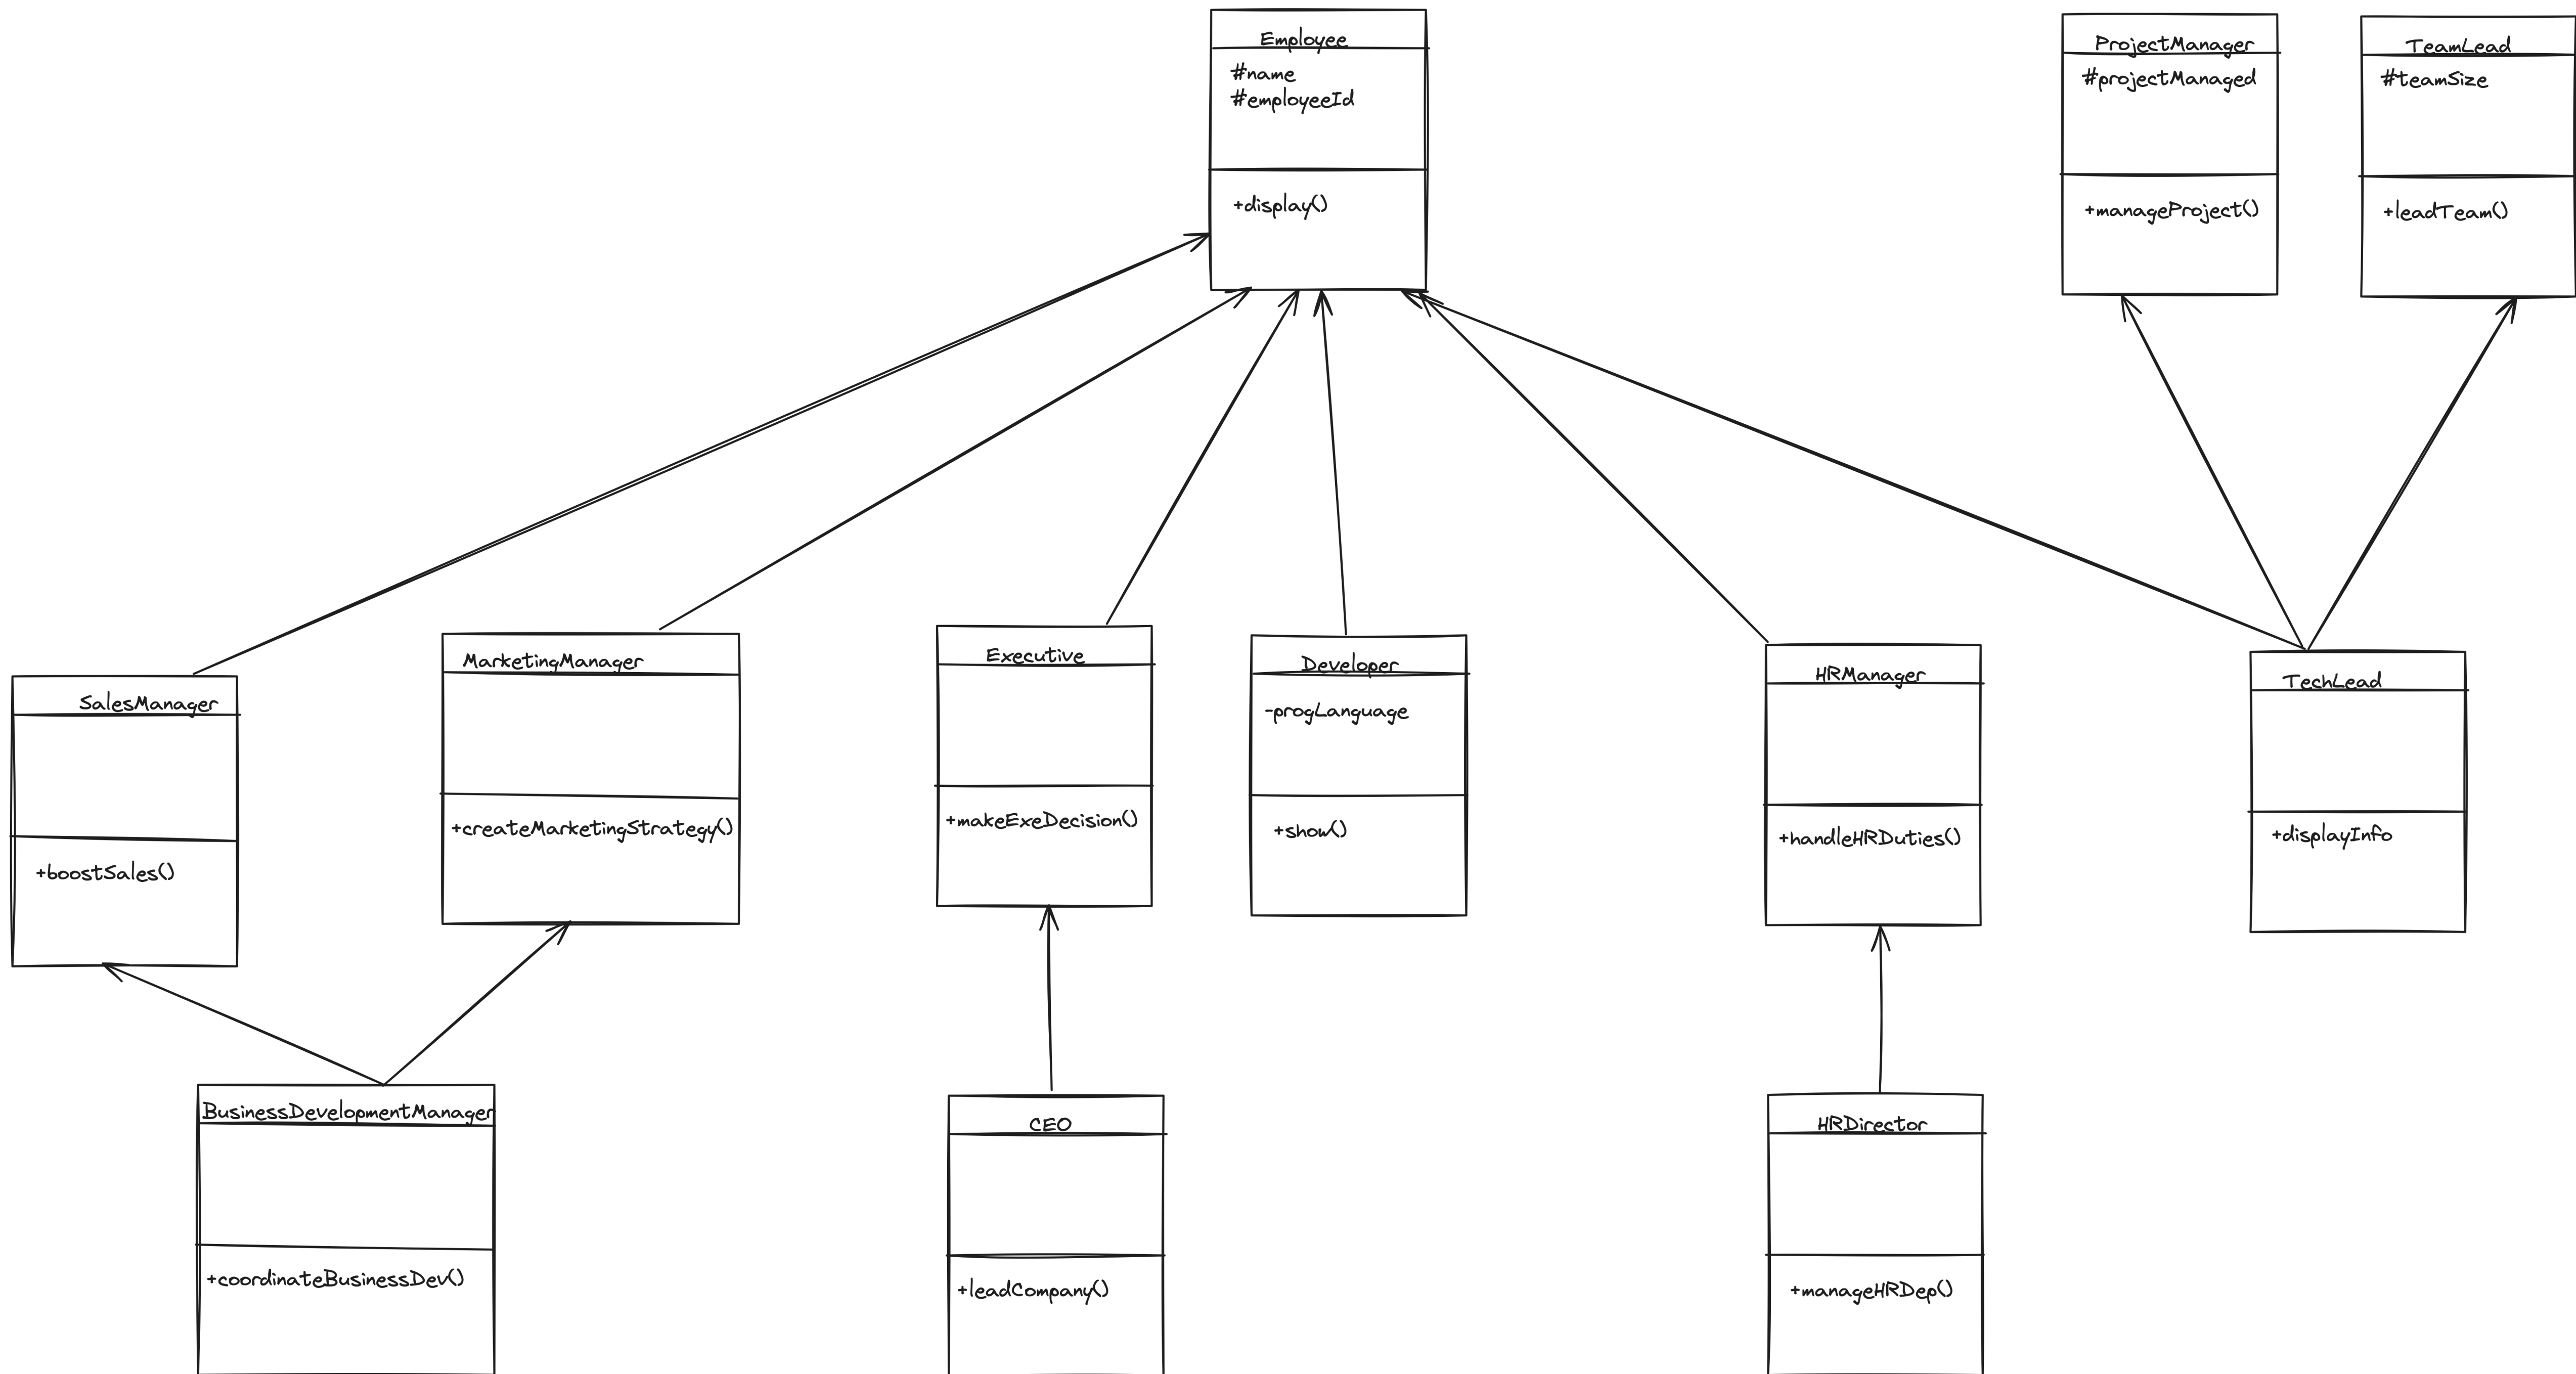 Employee
#name
#employeeId
+display()
ProjectManager
#projectManaged
+manageProject()
TeamLead
#teamSize
+leadTeam()
SalesManager
+boostSales()
MarketingManager
+createMarketingStrategy()
Executive
+makeExeDecision()
Developer
-progLanguage
+show()
HRManager
+handleHRDuties()
TechLead
+displayInfo
BusinessDevelopmentManager
+coordinateBusinessDev()
CEO
+leadCompany()
HRDirector
+manageHRDep()